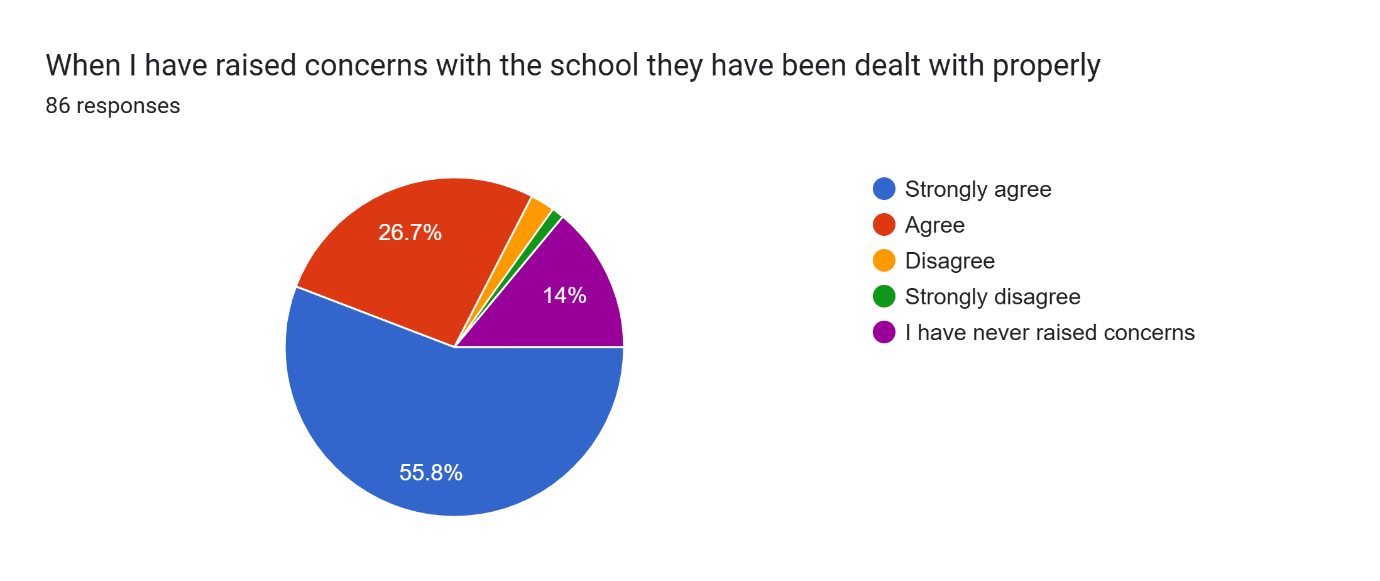 When I have raised concerns with the school they have been dealt with properly
86 responses
Strongly agree
Agree
Disagree
Strongly disagree
I have never raised concerns
26.7%
14%
55.8%